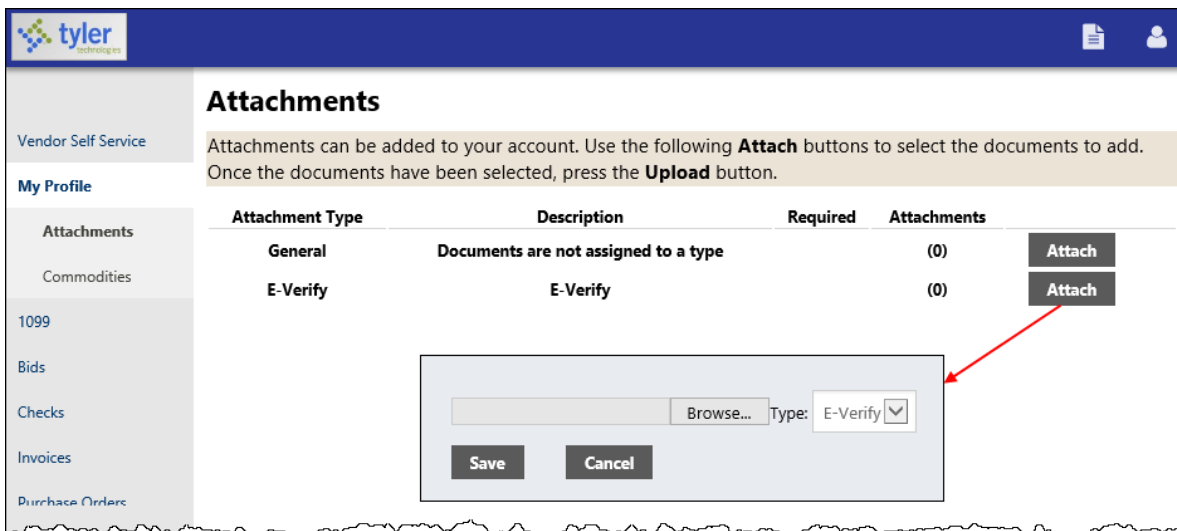 tyler
technologies
Vendor Self Service
My Profile
Attachments
Commodities
1099
Bids
Checks
Invoices
Purchase Orders
Attachments
Attachments can be added to your account. Use the following Attach buttons to select the documents to add.
Once the documents have been selected, press the Upload button.
Attachment Type Description Required Attachments
General Documents are not assigned to a type (0) Attach
E-Verify E-Verify (0) Attach
Browse... Type: E-Verify
Save Cancel